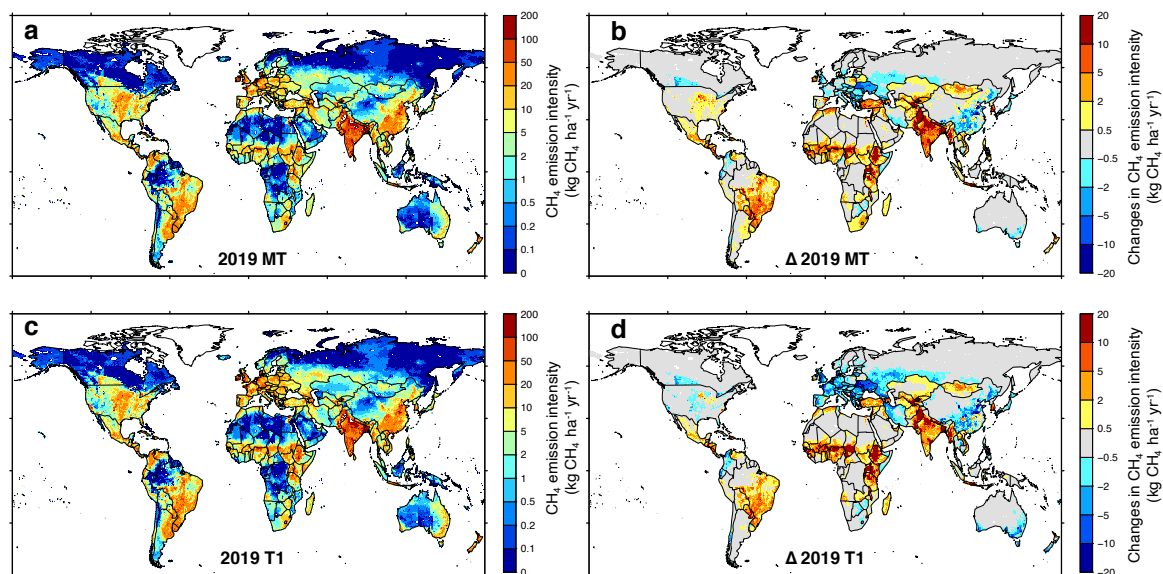 a
2019 MT
200
100
50
20
10
5
2
1
0.5
0.2
0.1
0
CH₄ emission intensity
(kg CH₄ ha⁻¹ yr⁻¹)
b
Δ 2019 MT
20
10
5
2
0.5
−0.5
−2
−5
−10
−20
Changes in CH₄ emission intensity
(kg CH₄ ha⁻¹ yr⁻¹)
c
2019 T1
200
100
50
20
10
5
2
1
0.5
0.2
0.1
0
CH₄ emission intensity
(kg CH₄ ha⁻¹ yr⁻¹)
d
Δ 2019 T1
20
10
5
2
0.5
−0.5
−2
−5
−10
−20
Changes in CH₄ emission intensity
(kg CH₄ ha⁻¹ yr⁻¹)